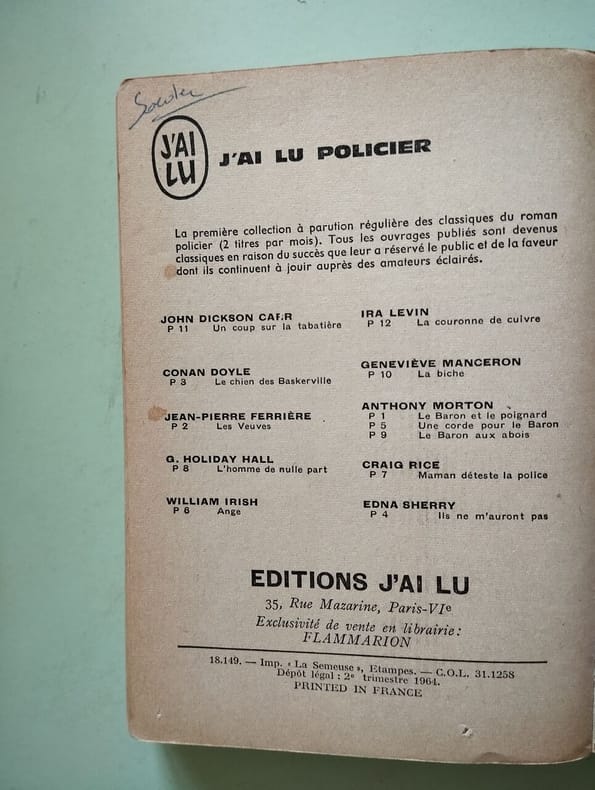 J'AI
LU
J'AI LU POLICIER
La première collection à parution régulière des classiques du roman
policier (2 titres par mois). Tous les ouvrages publiés sont devenus
classiques en raison du succès que leur a réservé le public et de la faveur
dont ils continuent à jouir auprès des amateurs éclairés.
JOHN DICKSON CARR
P 11 Un coup sur la tabatière
CONAN DOYLE
P 3 Le chien des Baskerville
JEAN-PIERRE FERRIÈRE
P 2 Les Veuves
G. HOLIDAY HALL
P 8 L'homme de nulle part
WILLIAM IRISH
P 6 Ange
IRA LEVIN
P 12 La couronne de cuivre
GENEVIÈVE MANCERON
P 10 La biche
ANTHONY MORTON
P 1 Le Baron et le poignard
P 5 Une corde pour le Baron
P 9 Le Baron aux abois
CRAIG RICE
P 7 Maman déteste la police
EDNA SHERRY
P 4 Ils ne m'auront pas
EDITIONS J'AI LU
35, Rue Mazarine, Paris-VIe
Exclusivité de vente en librairie:
FLAMMARION
18.149. — Imp. « La Semeuse », Etampes. — C.O.L. 31.1258
Dépôt légal : 2e trimestre 1964.
PRINTED IN FRANCE